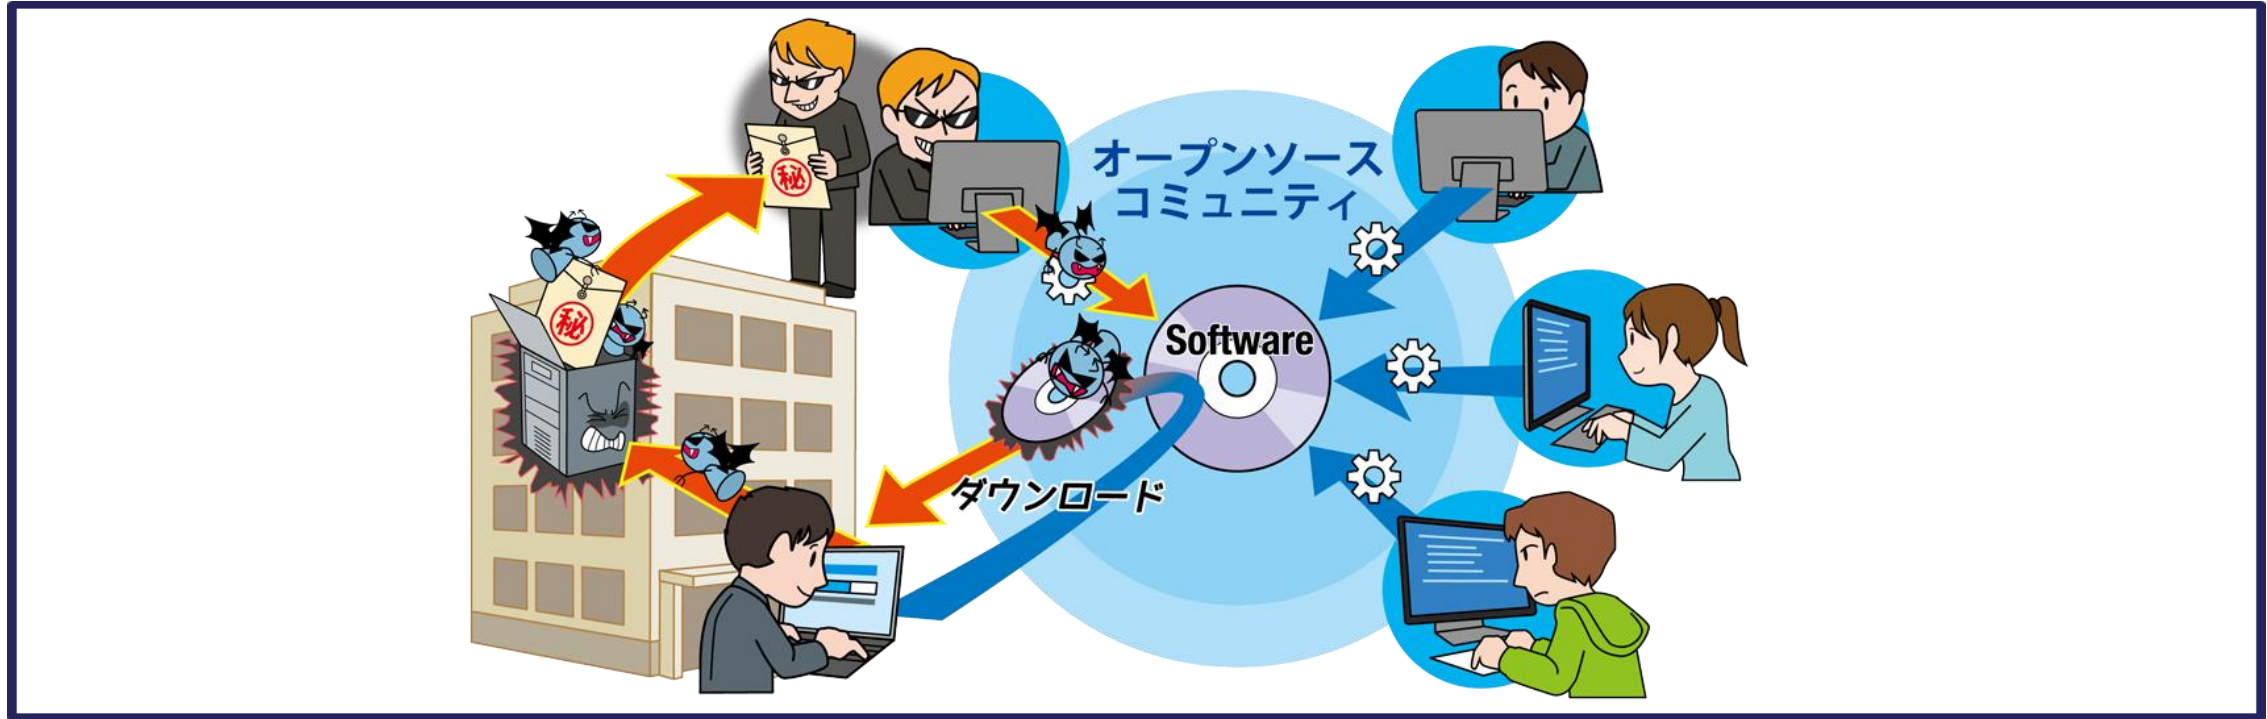 秘
オープンソース
コミュニティ
秘
Software
ダウンロード